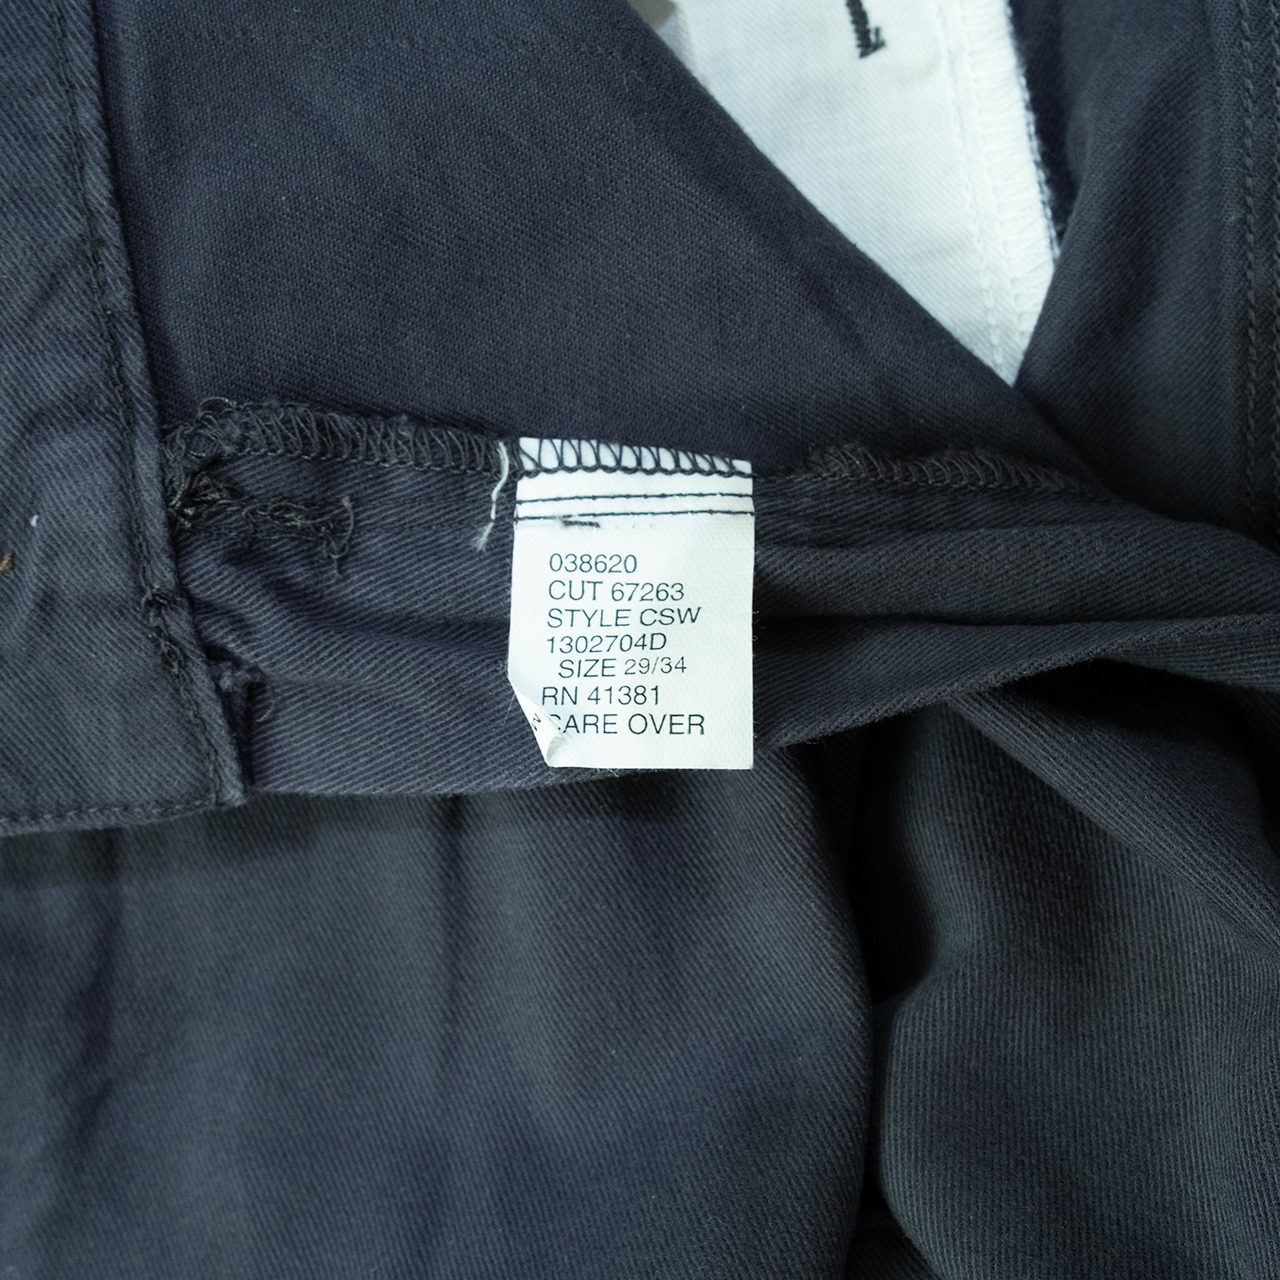 038620
CUT 67263
STYLE CSW
1302704D
SIZE 29/34
RN 41381
CARE OVER